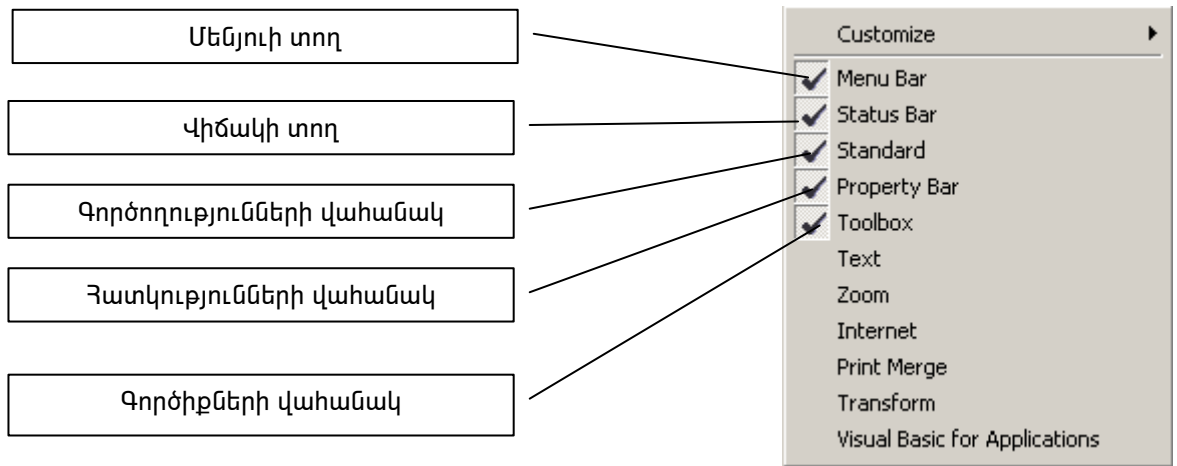 Մենյուի տող
Վիճակի տող
Գործողությունների վահանակ
Հատկությունների վահանակ
Գործիքների վահանակ
Customize
Menu Bar
Status Bar
Standard
Property Bar
Toolbox
Text
Zoom
Internet
Print Merge
Transform
Visual Basic for Applications